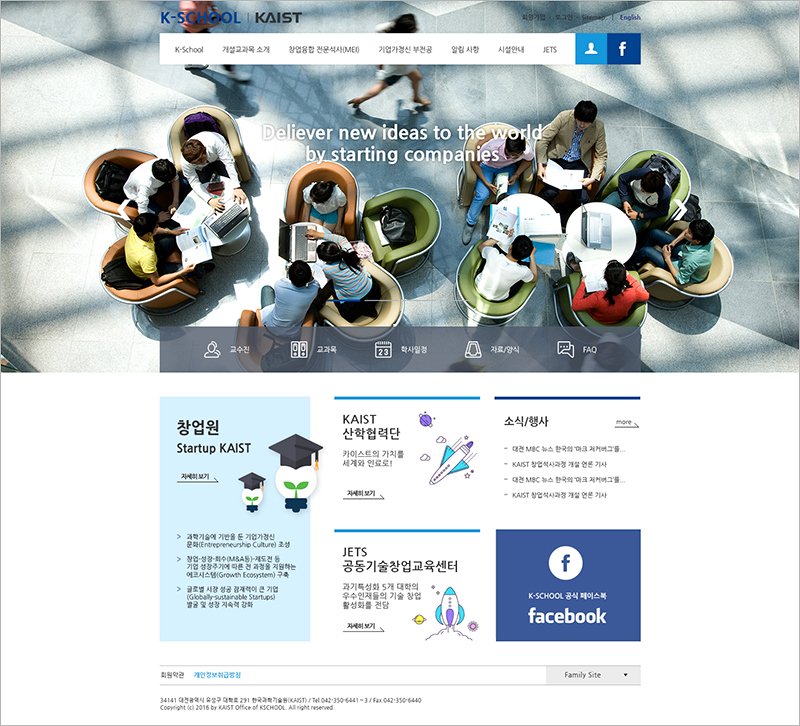 K-SCHOOL | KAIST
회원가입 로그인 Sitemap | English
K-School 개설교과목 소개 창업융합 전문석사(MEI) 기업가정신 부전공 알림 사항 시설안내 JETS
Deliever new ideas to the world
by starting companies
교수진 교과목 23 학사일정 자료/양식 FAQ
창업원
Startup KAIST
자세히 보기
> 과학기술에 기반을 둔 기업가정신
문화(Entrepreneurship Culture) 조성
> 창업-성장-회수(M&A등)-재도전 등
기업 성장주기에 따른 전 과정을 지원하는
에코시스템(Growth Ecosystem) 구축
> 글로벌 시장 성공 잠재력이 큰 기업
(Globally-sustainable Startups)
발굴 및 성장 지속력 강화
KAIST
산학협력단
카이스트의 가치를
세계와 인류로!
자세히 보기
소식/행사
more
– 대전 MBC 뉴스 한국의 '마크 저커버그'를...
– KAIST 창업석사과정 개설 언론 기사
– 대전 MBC 뉴스 한국의 '마크 저커버그'를...
– KAIST 창업석사과정 개설 언론 기사
JETS
공동기술창업교육센터
과기특성화 5개 대학의
우수인재들의 기술 창업
활성화를 전담
자세히 보기
K-SCHOOL 공식 페이스북
facebook
회원약관 개인정보취급방침
Family Site
34141 대전광역시 유성구 대학로 291 한국과학기술원(KAIST) / Tel.042-350-6441~3 / Fax.042-350-6440
Copyright (c) 2016 by KAIST Office of KSCHOOL. All right reserved.